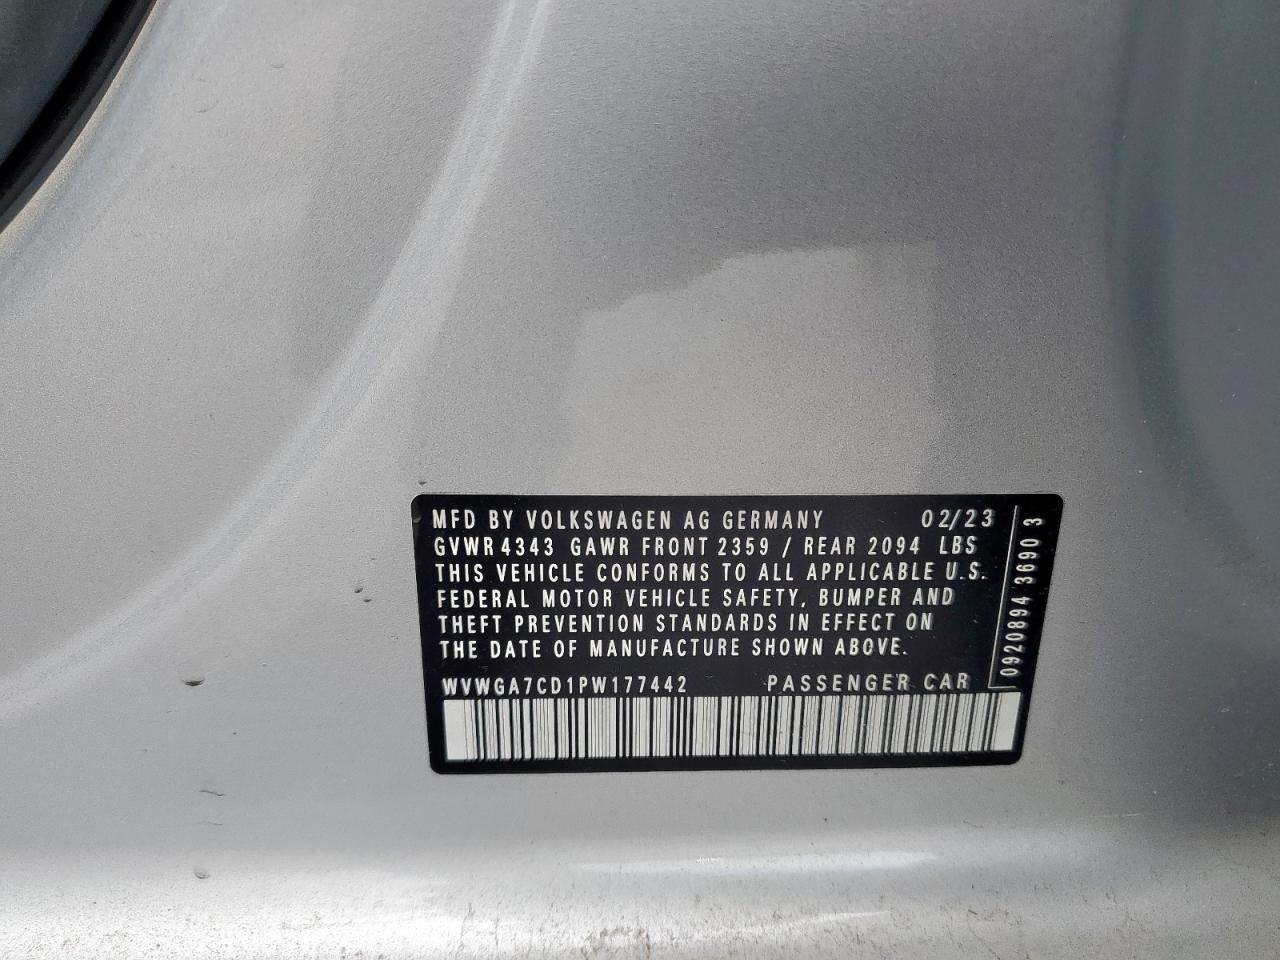 MFD BY VOLKSWAGEN AG GERMANY 02/23
GVWR 4343 GAWR FRONT 2359 / REAR 2094 LBS
THIS VEHICLE CONFORMS TO ALL APPLICABLE U.S.
FEDERAL MOTOR VEHICLE SAFETY, BUMPER AND
THEFT PREVENTION STANDARDS IN EFFECT ON
THE DATE OF MANUFACTURE SHOWN ABOVE.
WVWGA7CD1PW177442 PASSENGER CAR
0920894 3690 3